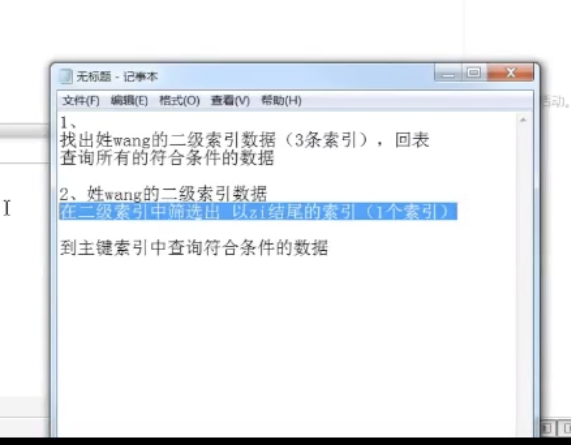 无标题 - 记事本
文件(F) 编辑(E) 格式(O) 查看(V) 帮助(H)
1、
找出姓wang的二级索引数据（3条索引），回表
查询所有的符合条件的数据
2、姓wang的二级索引数据
在二级索引中筛选出 以zi结尾的索引（1个索引）
到主键索引中查询符合条件的数据
活动。